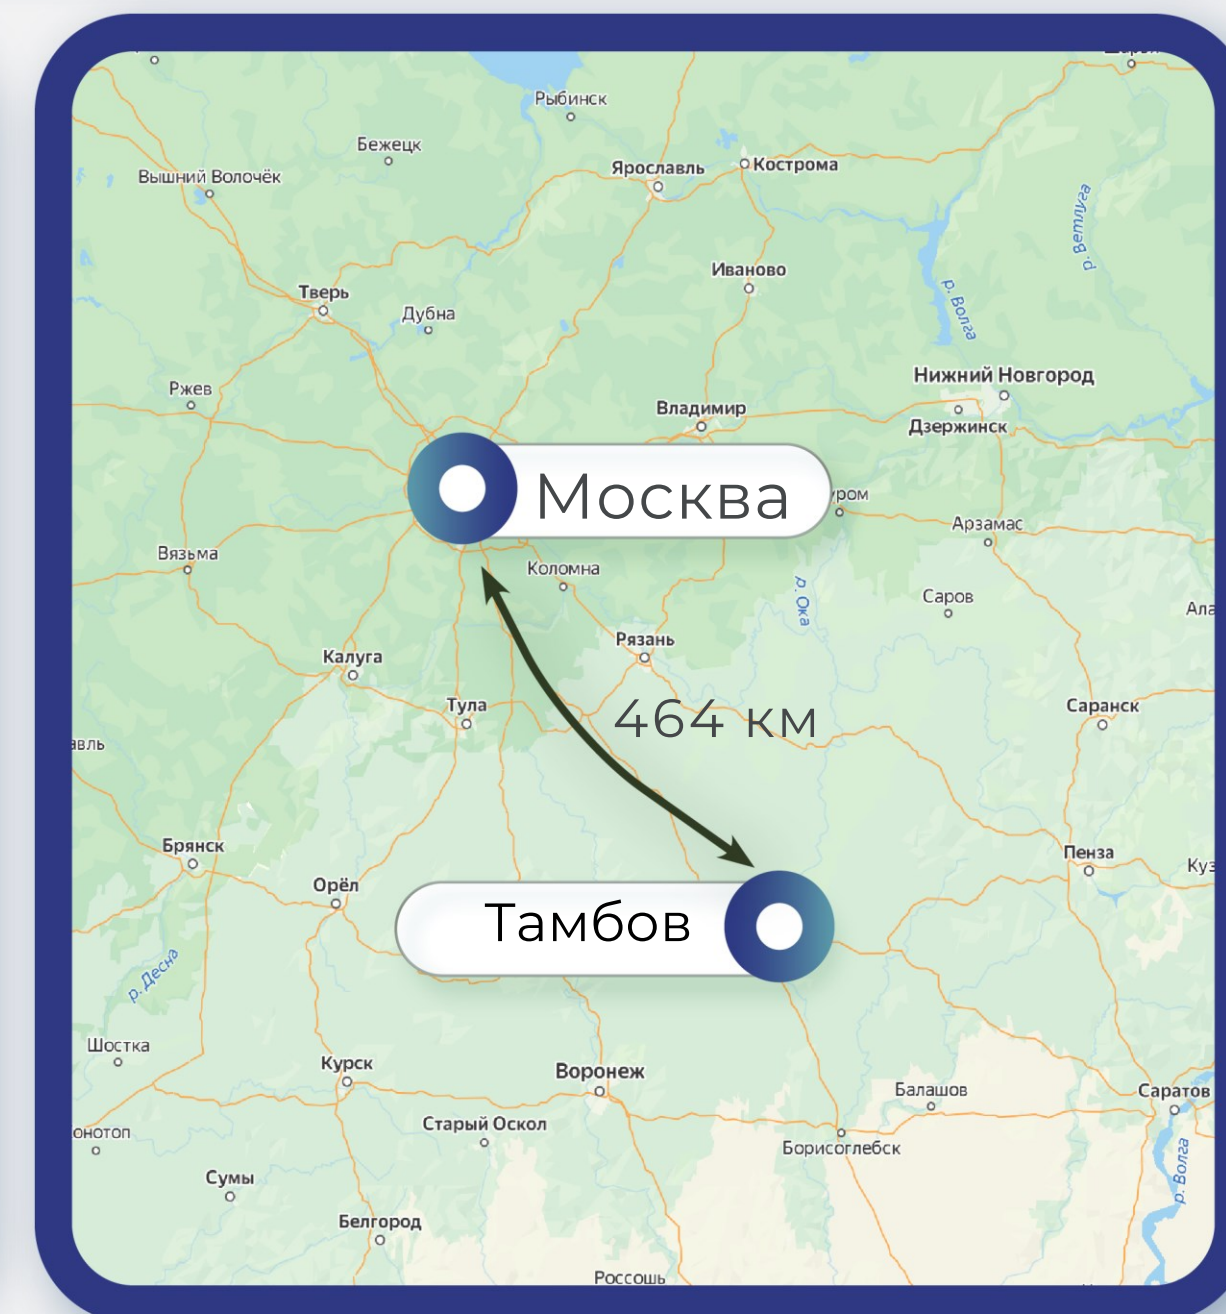 Рыбинск
Бежецк
Ярославль
Кострома
Вышний Волочёк
р. Ветлуга
Иваново
Тверь
Дубна
р. Волга
Нижний Новгород
Ржев
Владимир
Дзержинск
Москва
Арзамас
Вязьма
Коломна
р. Ока
Саров
Рязань
Калуга
Тула
Саранск
464 км
Брянск
Пенза
Орёл
Тамбов
р. Десна
Шостка
Курск
Воронеж
Балашов
Саратов
Старый Оскол
онотоп
Борисоглебск
р. Волга
Сумы
Белгород
Россошь